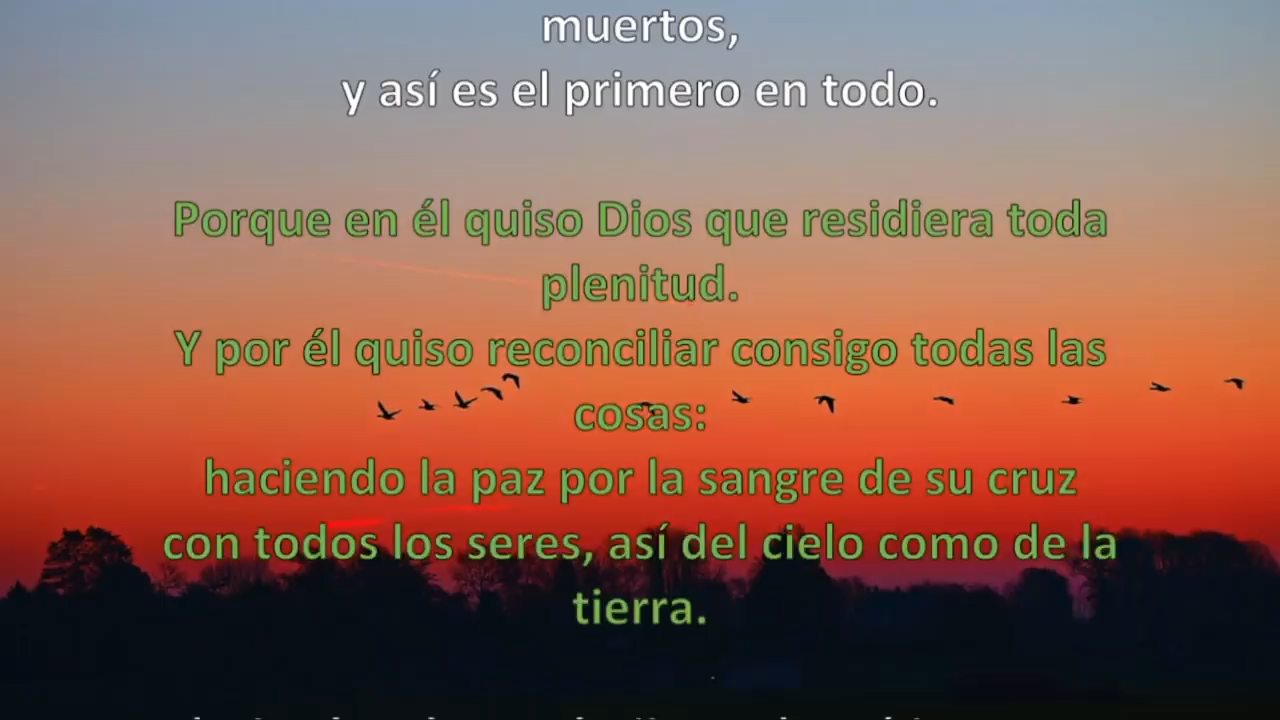 muertos,
y así es el primero en todo.
Porque en él quiso Dios que residiera toda
plenitud.
Y por él quiso reconciliar consigo todas las
cosas:
haciendo la paz por la sangre de su cruz
con todos los seres, así del cielo como de la
tierra.